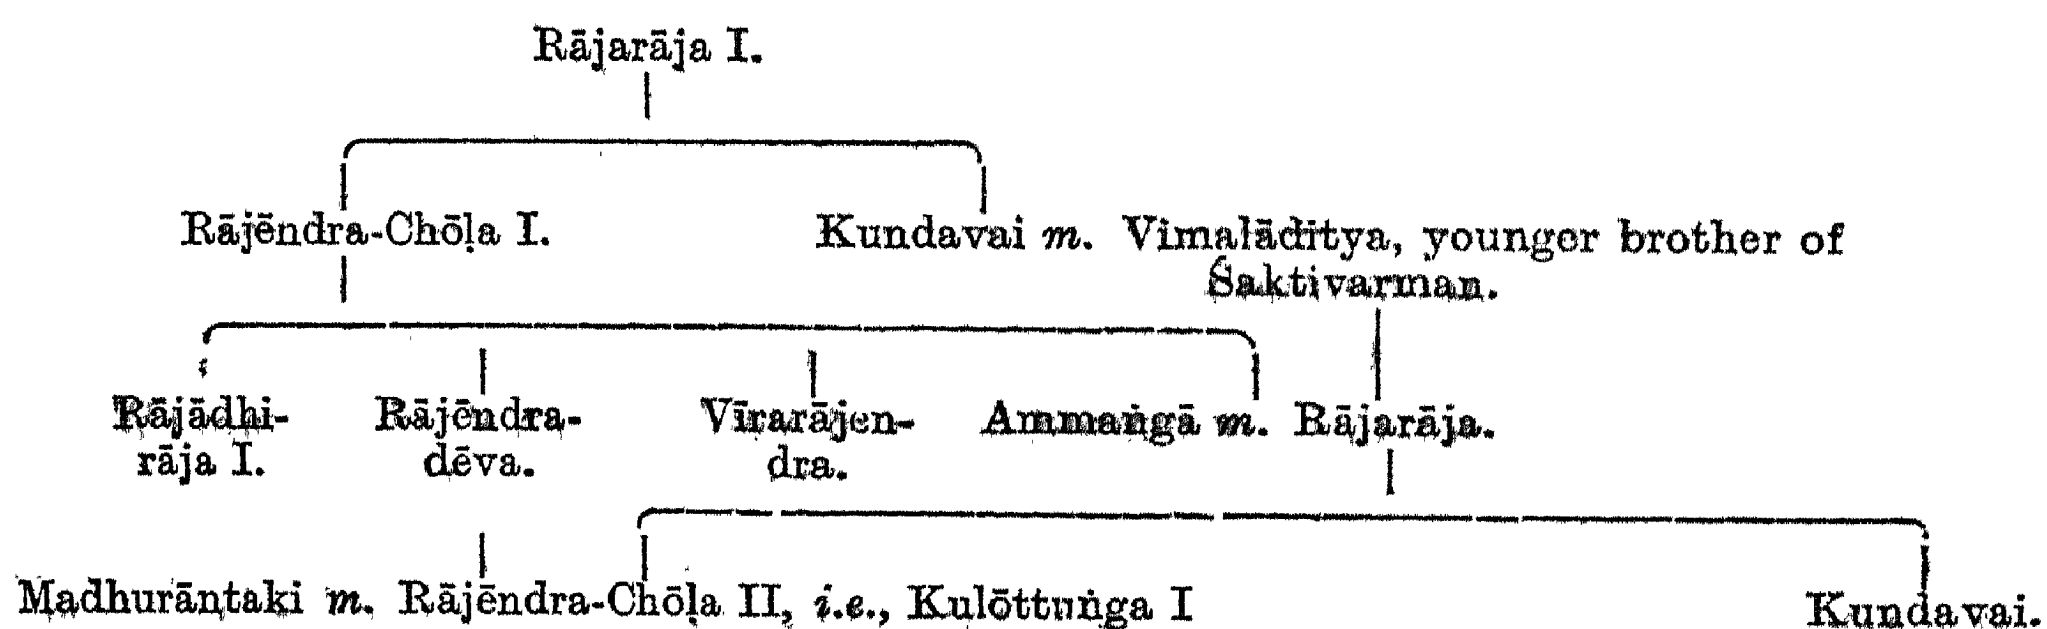 Rājarāja I.
Rājēndra-Chōḷa I. Kundavai m. Vimalāditya, younger brother of
Śaktivarman.
Rājādhi- Rājēndra- Vīrarājen- Ammaṅgā m. Rājarāja.
rāja I. dēva. dra.
Madhurāntaki m. Rājēndra-Chōḷa II, i.e., Kulōttuṅga I Kundavai.